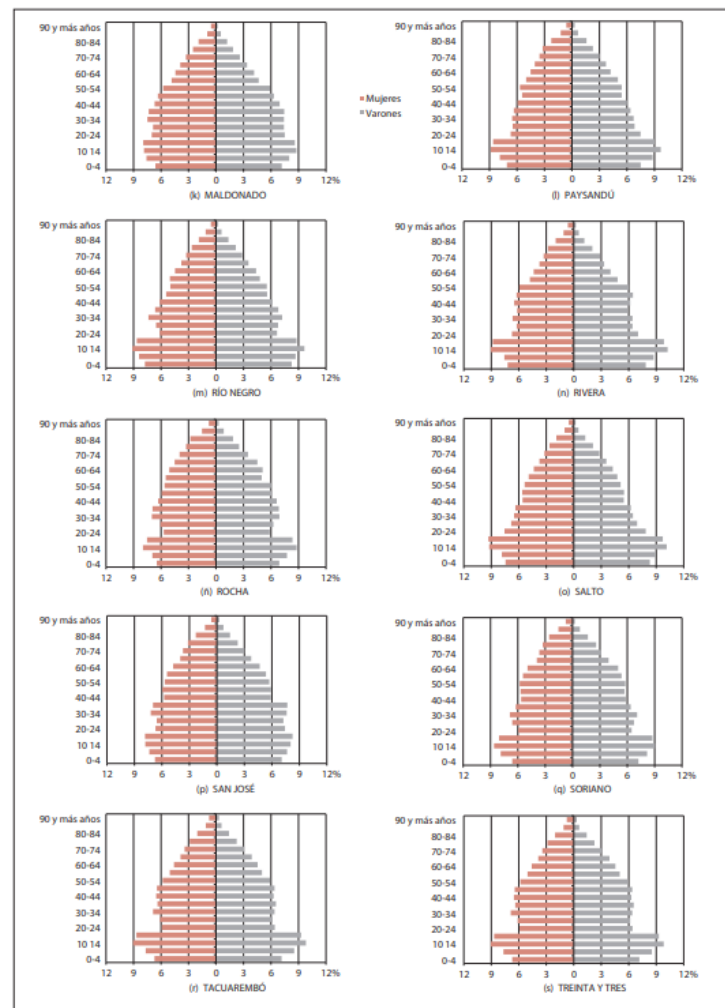 90 y más años
80-84
70-74
60-64
50-54
40-44
30-34
20-24
10 14
0-4
12 9 6 3 0 3 6 9 12%
(k) MALDONADO
Mujeres
Varones
90 y más años
80-84
70-74
60-64
50-54
40-44
30-34
20-24
10 14
0-4
12 9 6 3 0 3 6 9 12%
(l) PAYSANDÚ
90 y más años
80-84
70-74
60-64
50-54
40-44
30-34
20-24
10 14
0-4
12 9 6 3 0 3 6 9 12%
(m) RÍO NEGRO
90 y más años
80-84
70-74
60-64
50-54
40-44
30-34
20-24
10 14
0-4
12 9 6 3 0 3 6 9 12%
(n) RIVERA
90 y más años
80-84
70-74
60-64
50-54
40-44
30-34
20-24
10 14
0-4
12 9 6 3 0 3 6 9 12%
(ñ) ROCHA
90 y más años
80-84
70-74
60-64
50-54
40-44
30-34
20-24
10 14
0-4
12 9 6 3 0 3 6 9 12%
(o) SALTO
90 y más años
80-84
70-74
60-64
50-54
40-44
30-34
20-24
10 14
0-4
12 9 6 3 0 3 6 9 12%
(p) SAN JOSÉ
90 y más años
80-84
70-74
60-64
50-54
40-44
30-34
20-24
10 14
0-4
12 9 6 3 0 3 6 9 12%
(q) SORIANO
90 y más años
80-84
70-74
60-64
50-54
40-44
30-34
20-24
10 14
0-4
12 9 6 3 0 3 6 9 12%
(r) TACUAREMBÓ
90 y más años
80-84
70-74
60-64
50-54
40-44
30-34
20-24
10 14
0-4
12 9 6 3 0 3 6 9 12%
(s) TREINTA Y TRES